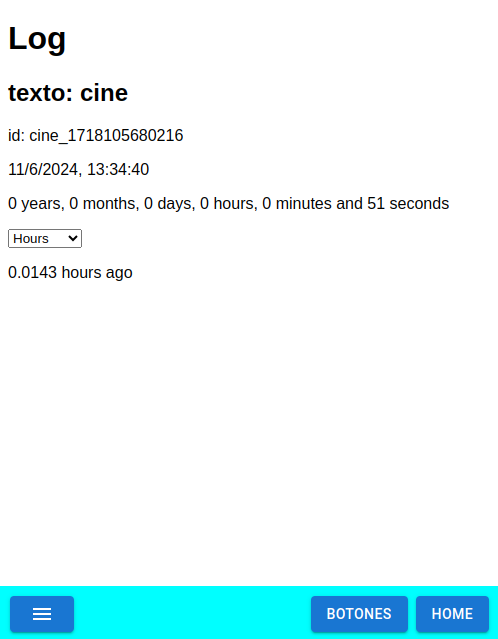 Log
texto: cine
id: cine_1718105680216
11/6/2024, 13:34:40
0 years, 0 months, 0 days, 0 hours, 0 minutes and 51 seconds
Hours
0.0143 hours ago
BOTONES HOME